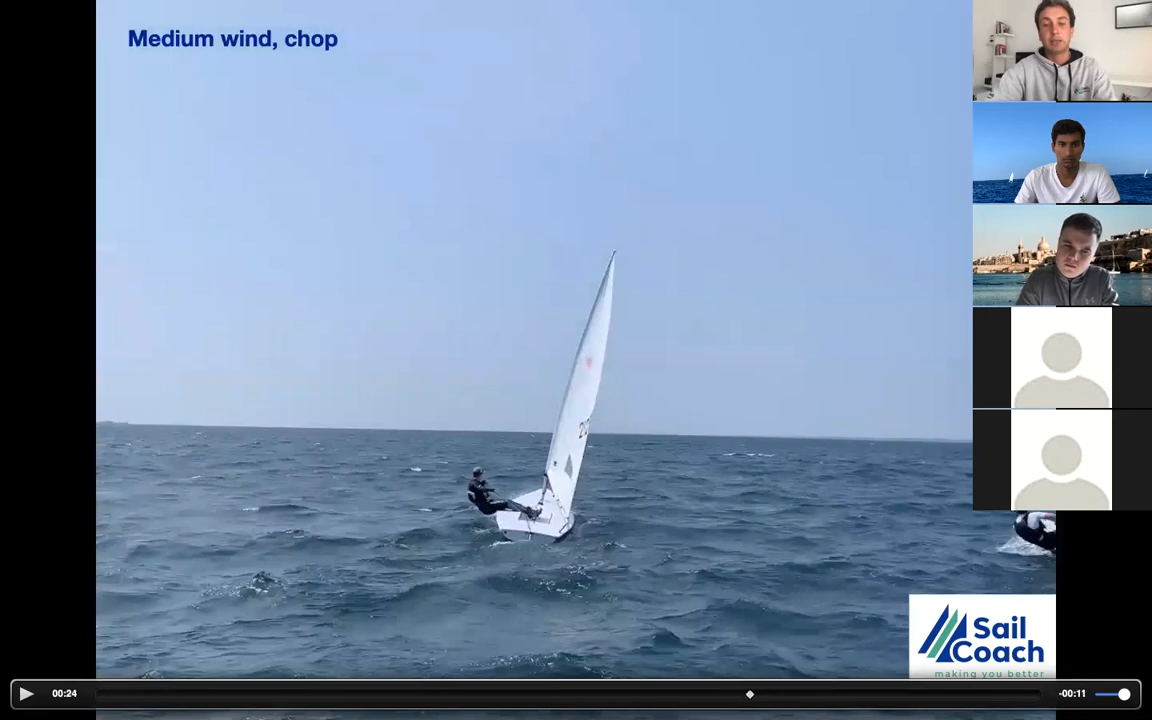 Medium wind, chop
Sail
Coach
making you better
00:24
-00:11